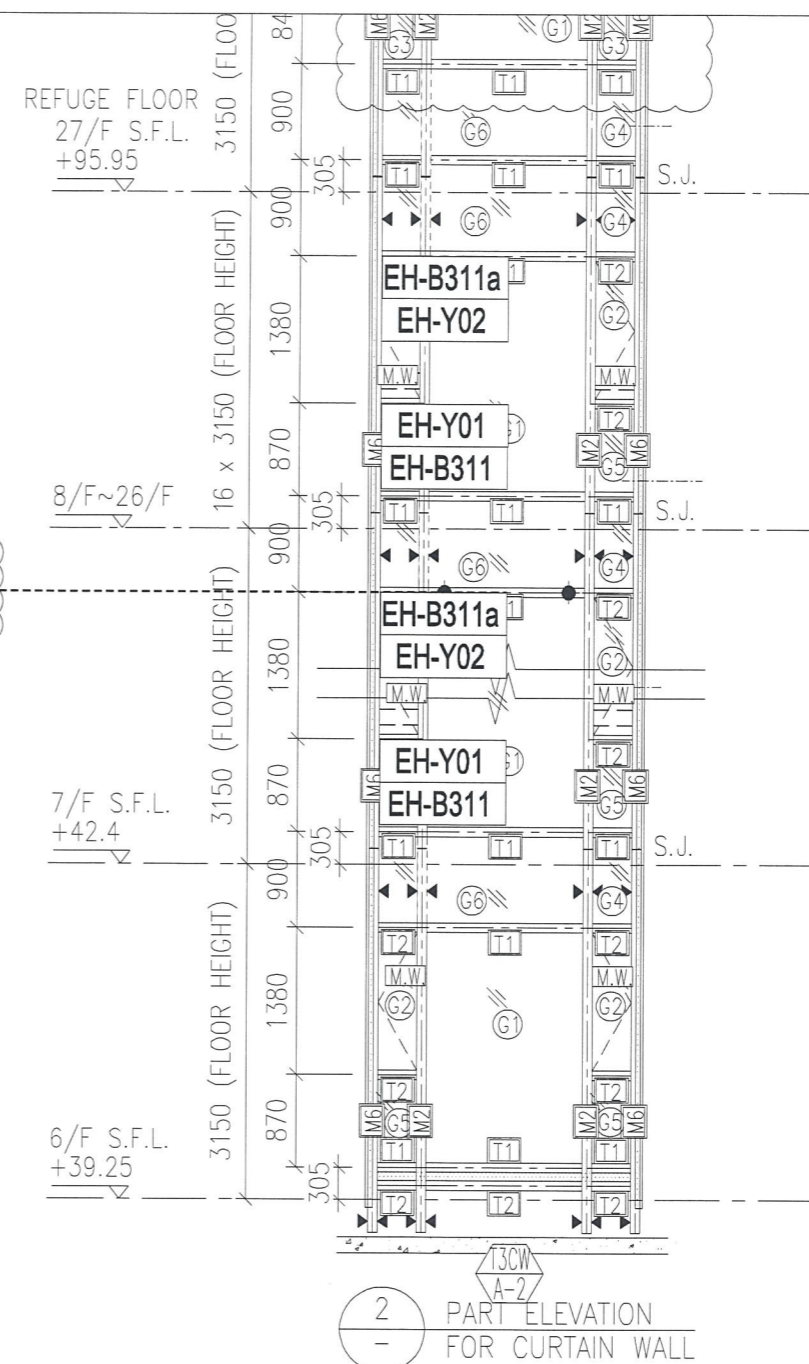 M6 M2 M2 M6
G3 G1 G3
84
3150 (FLOO
T1 T1 T1
900
G6 G4
REFUGE FLOOR
27/F S.F.L.
+95.95
305
T1 T1 T1 S.J.
900
G6 G4
EH-B311a
EH-Y02
T2
G2
1380
16 x 3150 (FLOOR HEIGHT)
M.W. M.W.
EH-Y01
EH-B311
T2
M2 M6
G5
870
8/F~26/F
305
T1 T1 T1 S.J.
900
G6 G4
EH-B311a
EH-Y02
T2
G2
1380
3150 (FLOOR HEIGHT)
M.W. M.W.
EH-Y01
EH-B311
T2
M2 M6
G5
870
7/F S.F.L.
+42.4
305
T1 T1 T1 S.J.
900
G6 G4
T2 T1 T2
M.W. M.W.
G2 G1 G2
1380
3150 (FLOOR HEIGHT)
T2 T2
M6 G5 M2 M2 G5 M6
870
6/F S.F.L.
+39.25
T1 T1 T1
305
T2 T2 T2
T3CW
A-2
2 PART ELEVATION
- FOR CURTAIN WALL